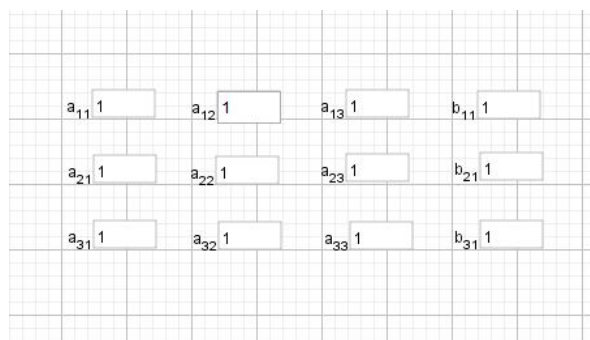 a₁₁ 1 a₁₂ 1 a₁₃ 1 b₁₁ 1
a₂₁ 1 a₂₂ 1 a₂₃ 1 b₂₁ 1
a₃₁ 1 a₃₂ 1 a₃₃ 1 b₃₁ 1